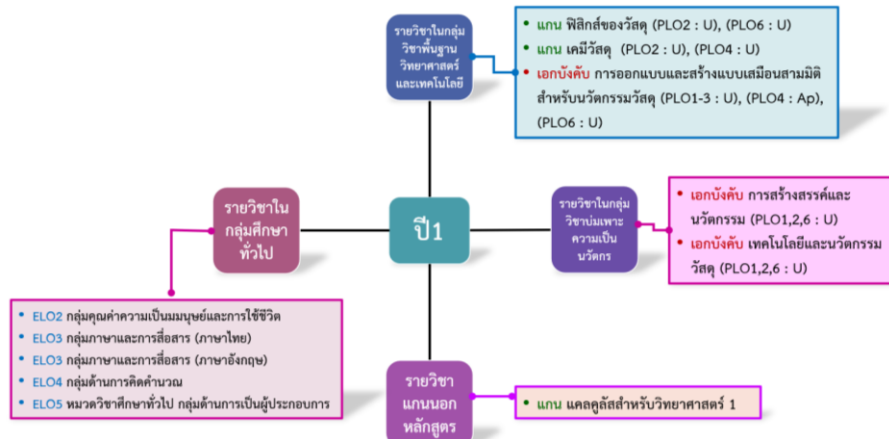 รายวิชาในกลุ่ม
วิชาพื้นฐาน
วิทยาศาสตร์
และเทคโนโลยี
• แกน ฟิสิกส์ของวัสดุ (PLO2 : U), (PLO6 : U)
• แกน เคมีวัสดุ (PLO2 : U), (PLO4 : U)
• เอกบังคับ การออกแบบและสร้างแบบเสมือนสามมิติ
สำหรับนวัตกรรมวัสดุ (PLO1-3 : U), (PLO4 : Ap),
(PLO6 : U)
รายวิชาใน
กลุ่มศึกษา
ทั่วไป
ปี1
รายวิชาในกลุ่ม
วิชาบ่มเพาะ
ความเป็น
นวัตกร
• เอกบังคับ การสร้างสรรค์และ
นวัตกรรม (PLO1,2,6 : U)
• เอกบังคับ เทคโนโลยีและนวัตกรรม
วัสดุ (PLO1,2,6 : U)
• ELO2 กลุ่มคุณค่าความเป็นมมนุษย์และการใช้ชีวิต
• ELO3 กลุ่มภาษาและการสื่อสาร (ภาษาไทย)
• ELO3 กลุ่มภาษาและการสื่อสาร (ภาษาอังกฤษ)
• ELO4 กลุ่มด้านการคิดคำนวณ
• ELO5 หมวดวิชาศึกษาทั่วไป กลุ่มด้านการเป็นผู้ประกอบการ
รายวิชา
แกนนอก
หลักสูตร
• แกน แคลคูลัสสำหรับวิทยาศาสตร์ 1